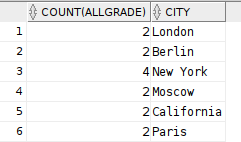 COUNT(ALLGRADE) CITY
1 2 London
2 2 Berlin
3 4 New York
4 2 Moscow
5 2 California
6 2 Paris